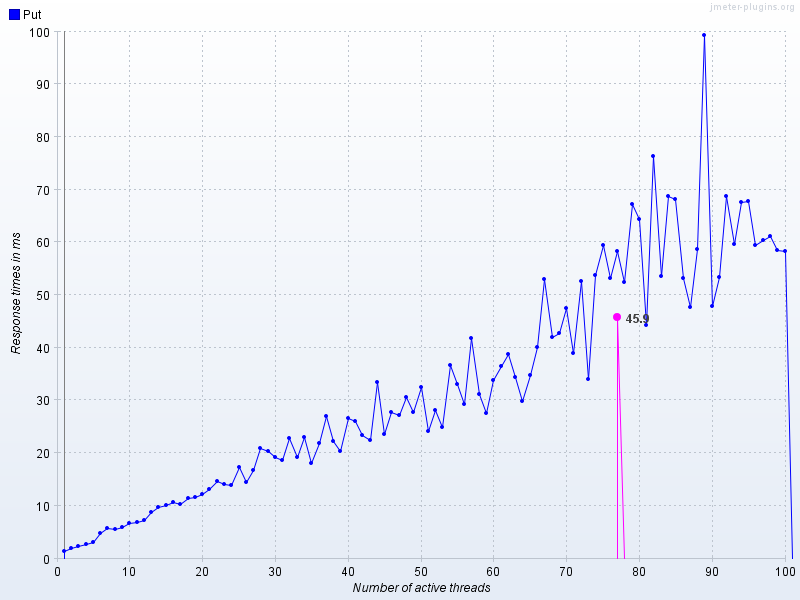 jmeter-plugins.org
Put
100
90
80
70
60
50
40
30
20
10
0
Response times in ms
45.9
0 10 20 30 40 50 60 70 80 90 100
Number of active threads